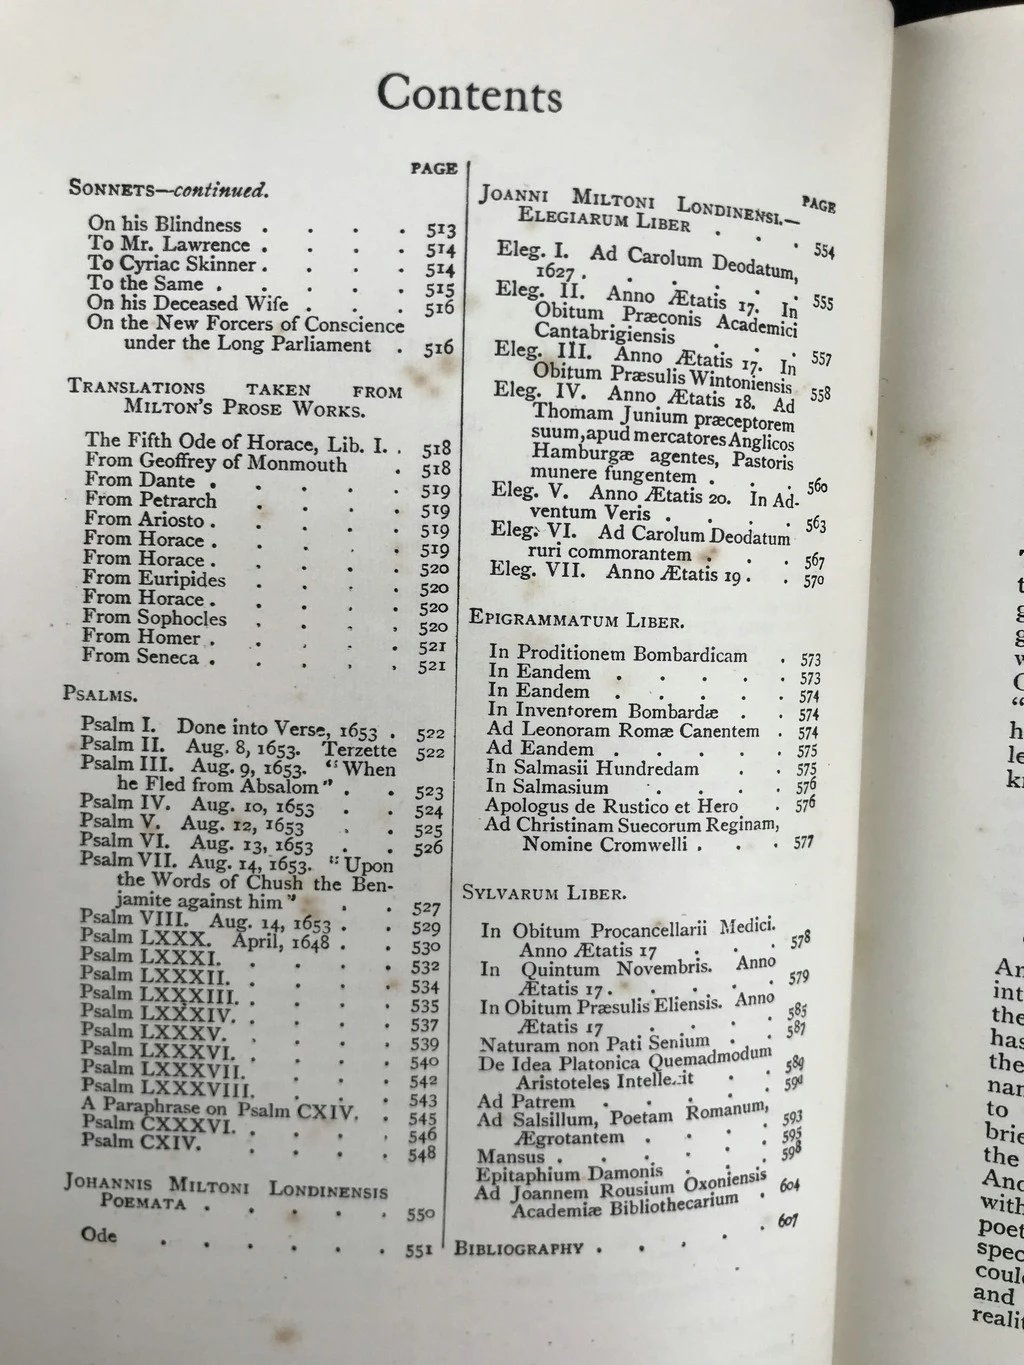 Contents
PAGE
SONNETS—continued.
On his Blindness . . . . 513
To Mr. Lawrence . . . . 514
To Cyriac Skinner . . . . 514
To the Same . . . . . 515
On his Deceased Wife . . . 516
On the New Forcers of Conscience
under the Long Parliament . 516
TRANSLATIONS TAKEN FROM
MILTON'S PROSE WORKS.
The Fifth Ode of Horace, Lib. I. . 518
From Geoffrey of Monmouth . 518
From Dante . . . . . 519
From Petrarch . . . . 519
From Ariosto . . . . . 519
From Horace . . . . . 519
From Horace . . . . . 520
From Euripides . . . . 520
From Horace . . . . . 520
From Sophocles . . . . 520
From Homer . . . . . 521
From Seneca . . . . . 521
PSALMS.
Psalm I. Done into Verse, 1653 . 522
Psalm II. Aug. 8, 1653. Terzette 522
Psalm III. Aug. 9, 1653. "When
he Fled from Absalom" . . 523
Psalm IV. Aug. 10, 1653 . . 524
Psalm V. Aug. 12, 1653 . . 525
Psalm VI. Aug. 13, 1653 . . 526
Psalm VII. Aug. 14, 1653. "Upon
the Words of Chush the Ben-
jamite against him" . . 527
Psalm VIII. Aug. 14, 1653 . . 529
Psalm LXXX. April, 1648 . . 530
Psalm LXXXI. . . . . 532
Psalm LXXXII. . . . . 534
Psalm LXXXIII. . . . . 535
Psalm LXXXIV. . . . . 537
Psalm LXXXV. . . . . 539
Psalm LXXXVI. . . . . 540
Psalm LXXXVII. . . . 542
Psalm LXXXVIII. . . . 543
A Paraphrase on Psalm CXIV. . 545
Psalm CXXXVI. . . . . 546
Psalm CXIV. . . . . 548
JOHANNIS MILTONI LONDINENSIS
POEMATA . . . . . 550
Ode . . . . . . 551
PAGE
JOANNI MILTONI LONDINENSI.—
ELEGIARUM LIBER . . . 554
Eleg. I. Ad Carolum Deodatum,
1627 . . . . . . 555
Eleg. II. Anno Ætatis 17. In
Obitum Præconis Academici
Cantabrigiensis . . . 557
Eleg. III. Anno Ætatis 17. In
Obitum Præsulis Wintoniensis 558
Eleg. IV. Anno Ætatis 18. Ad
Thomam Junium præceptorem
suum, apud mercatores Anglicos
Hamburgæ agentes, Pastoris
munere fungentem . . . 560
Eleg. V. Anno Ætatis 20. In Ad-
ventum Veris . . . . 563
Eleg. VI. Ad Carolum Deodatum
ruri commorantem . . . 567
Eleg. VII. Anno Ætatis 19 . . 570
EPIGRAMMATUM LIBER.
In Proditionem Bombardicam . 573
In Eandem . . . . . 573
In Eandem . . . . . 574
In Inventorem Bombardæ . . 574
Ad Leonoram Romæ Canentem . 574
Ad Eandem . . . . . 575
In Salmasii Hundredam . . 575
In Salmasium . . . . 576
Apologus de Rustico et Hero . 576
Ad Christinam Suecorum Reginam,
Nomine Cromwelli . . . 577
SYLVARUM LIBER.
In Obitum Procancellarii Medici.
Anno Ætatis 17 . . . 578
In Quintum Novembris. Anno
Ætatis 17 . . . . . 579
In Obitum Præsulis Eliensis. Anno
Ætatis 17 . . . . 585
Naturam non Pati Senium . . 587
De Idea Platonica Quemadmodum
Aristoteles Intellexit . . 589
Ad Patrem . . . . . 590
Ad Salsillum, Poetam Romanum,
Ægrotantem . . . . 593
Mansus . . . . . . 595
Epitaphium Damonis . . . 598
Ad Joannem Rousium Oxoniensis
Academiæ Bibliothecarium . 604
BIBLIOGRAPHY . . . . . 607
has
the
nan
to
brie
the
And
with
poet
spec
coul
and
realit